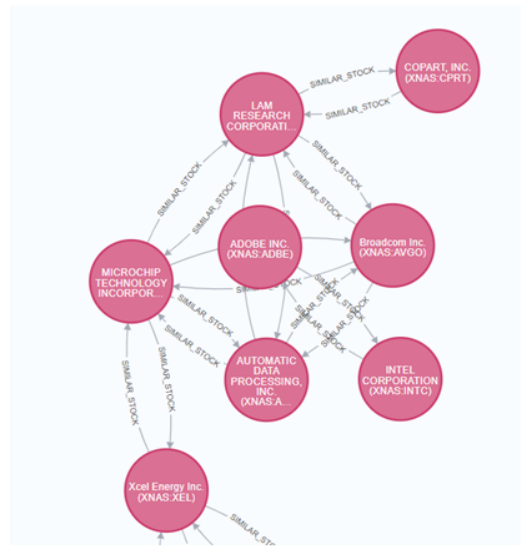 COPART, INC.
(XNAS:CPRT)
SIMILAR_STOCK
SIMILAR_STOCK
LAM
RESEARCH
CORPORATI...
SIMILAR_STOCK
SIMILAR_STOCK
SIMILAR_STOCK
SIMILAR_STOCK
ADOBE INC.
(XNAS:ADBE)
Broadcom Inc.
(XNAS:AVGO)
MICROCHIP
TECHNOLOGY
INCORPOR...
SIMILAR_STOCK
SIMILAR_STOCK
SIMILAR_STOCK
AUTOMATIC
DATA
PROCESSING,
INC.
(XNAS:A...
INTEL
CORPORATION
(XNAS:INTC)
SIMILAR_STOCK
SIMILAR_STOCK
Xcel Energy Inc.
(XNAS:XEL)